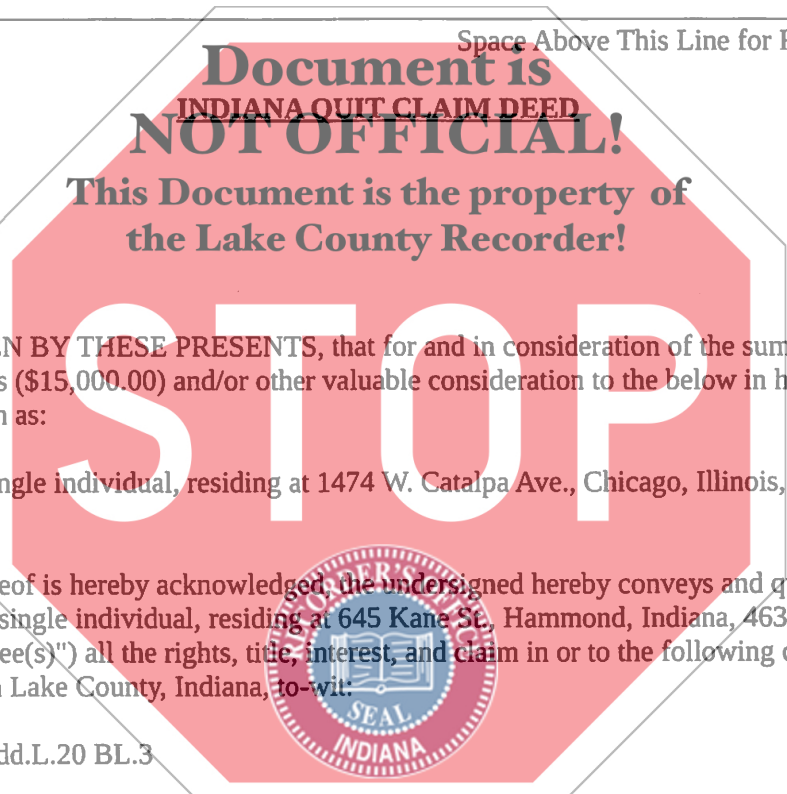 Space Above This Line for R
Document is
INDIANA QUIT CLAIM DEED
NOT OFFICIAL!
This Document is the property of
the Lake County Recorder!
STOP
N BY THESE PRESENTS, that for and in consideration of the sum
s ($15,000.00) and/or other valuable consideration to the below in h
n as:
ngle individual, residing at 1474 W. Catalpa Ave., Chicago, Illinois,
eof is hereby acknowledged, the undersigned hereby conveys and q
single individual, residing at 645 Kane St., Hammond, Indiana, 463
ee(s)") all the rights, title, interest, and claim in or to the following
n Lake County, Indiana, to-wit:
dd.L.20 BL.3
RECORDER'S OFFICE
SEAL
INDIANA